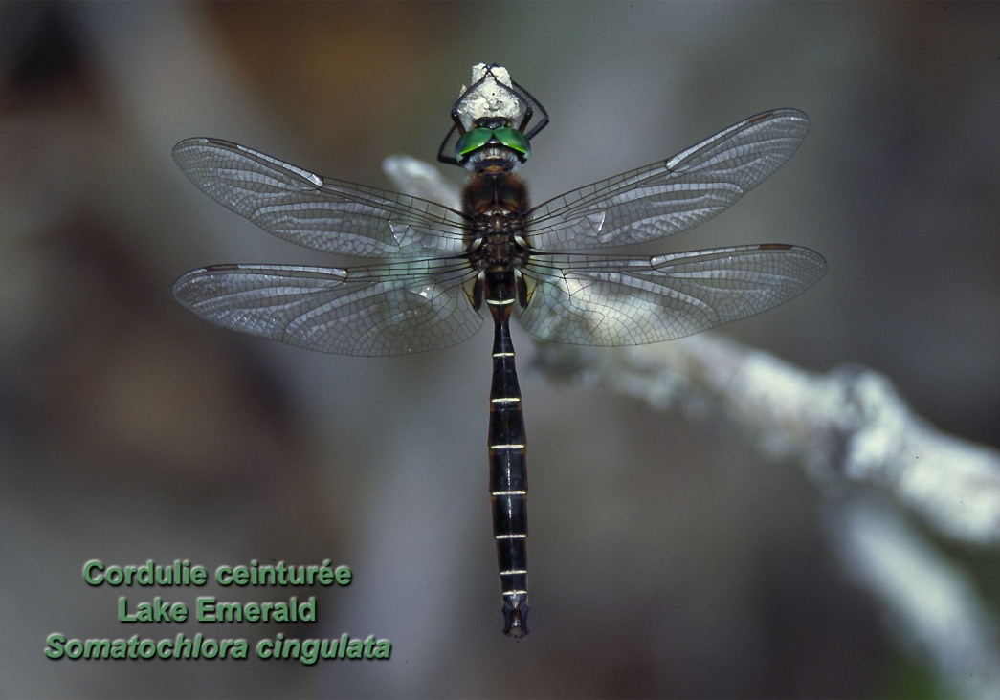 Cordulie ceinturée
Lake Emerald
Somatochlora cingulata